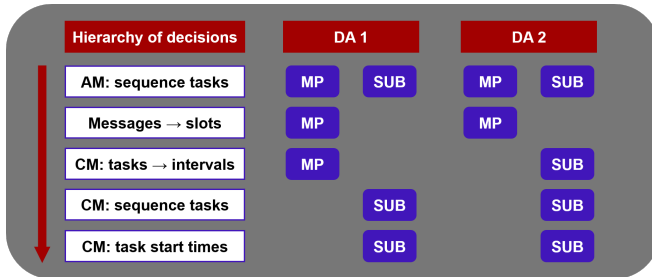 Hierarchy of decisions DA 1 DA 2
AM: sequence tasks MP SUB MP SUB
Messages → slots MP MP
CM: tasks → intervals MP SUB
CM: sequence tasks SUB SUB
CM: task start times SUB SUB